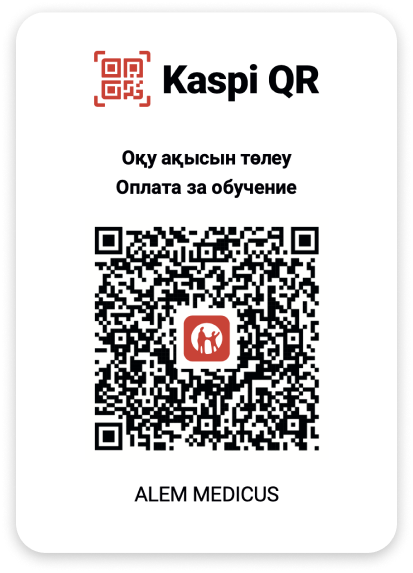 Kaspi QR
Оқу ақысын төлеу
Оплата за обучение
ALEM MEDICUS